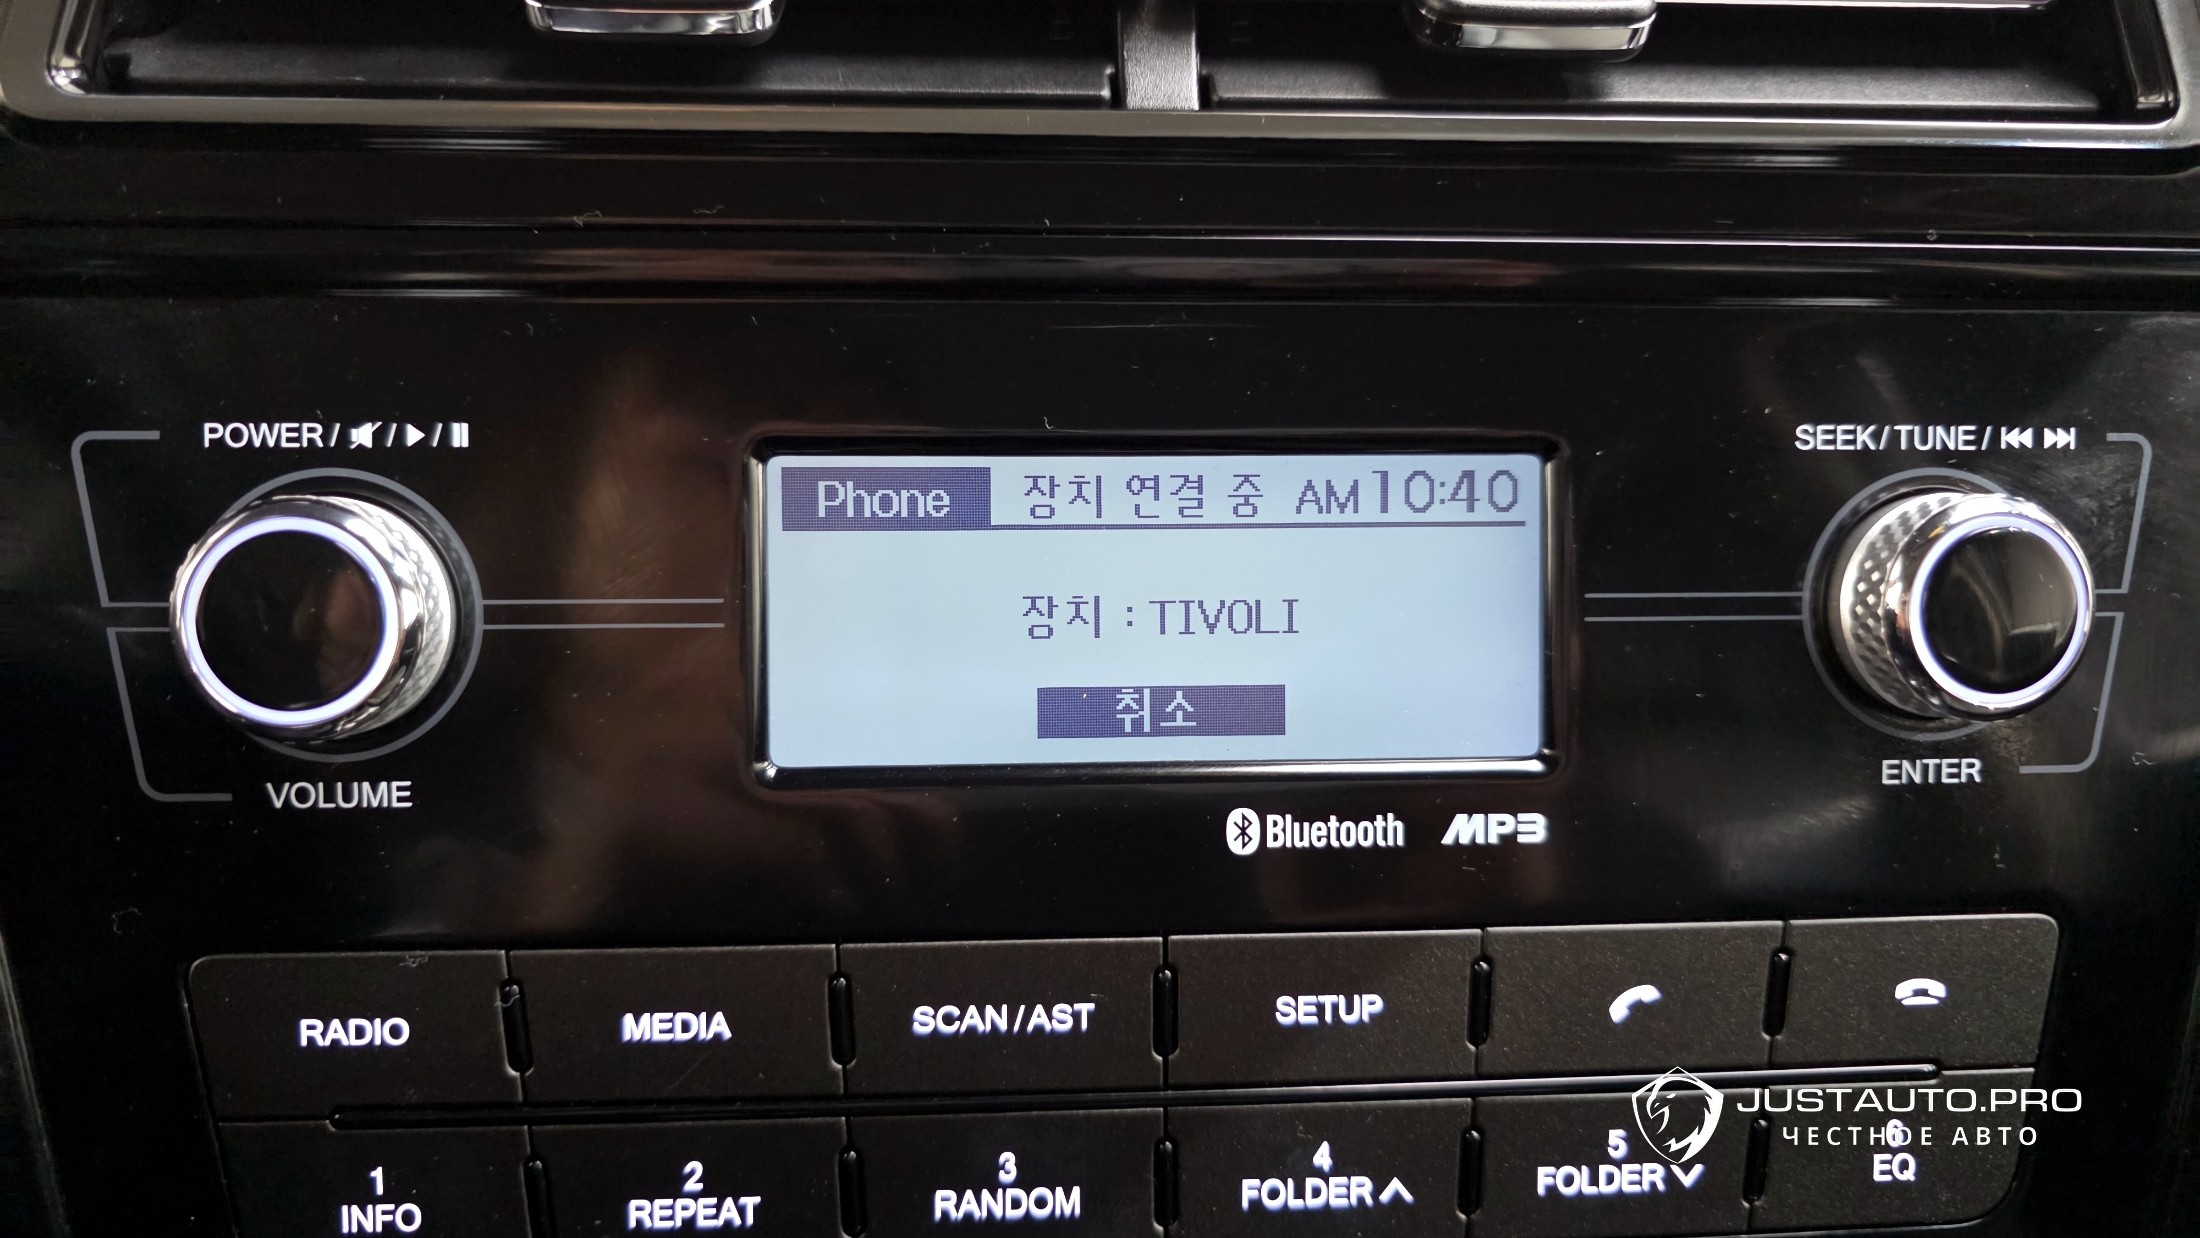 POWER / / /
SEEK / TUNE /
Phone 장치 연결 중 AM 10:40
장치 : TIVOLI
취소
VOLUME
ENTER
Bluetooth MP3
RADIO MEDIA SCAN/AST SETUP
JUSTAUTO.PRO
ЧЕСТНОЕ АВТО
1 2 3 4 5 6
INFO REPEAT RANDOM FOLDER FOLDER EQ